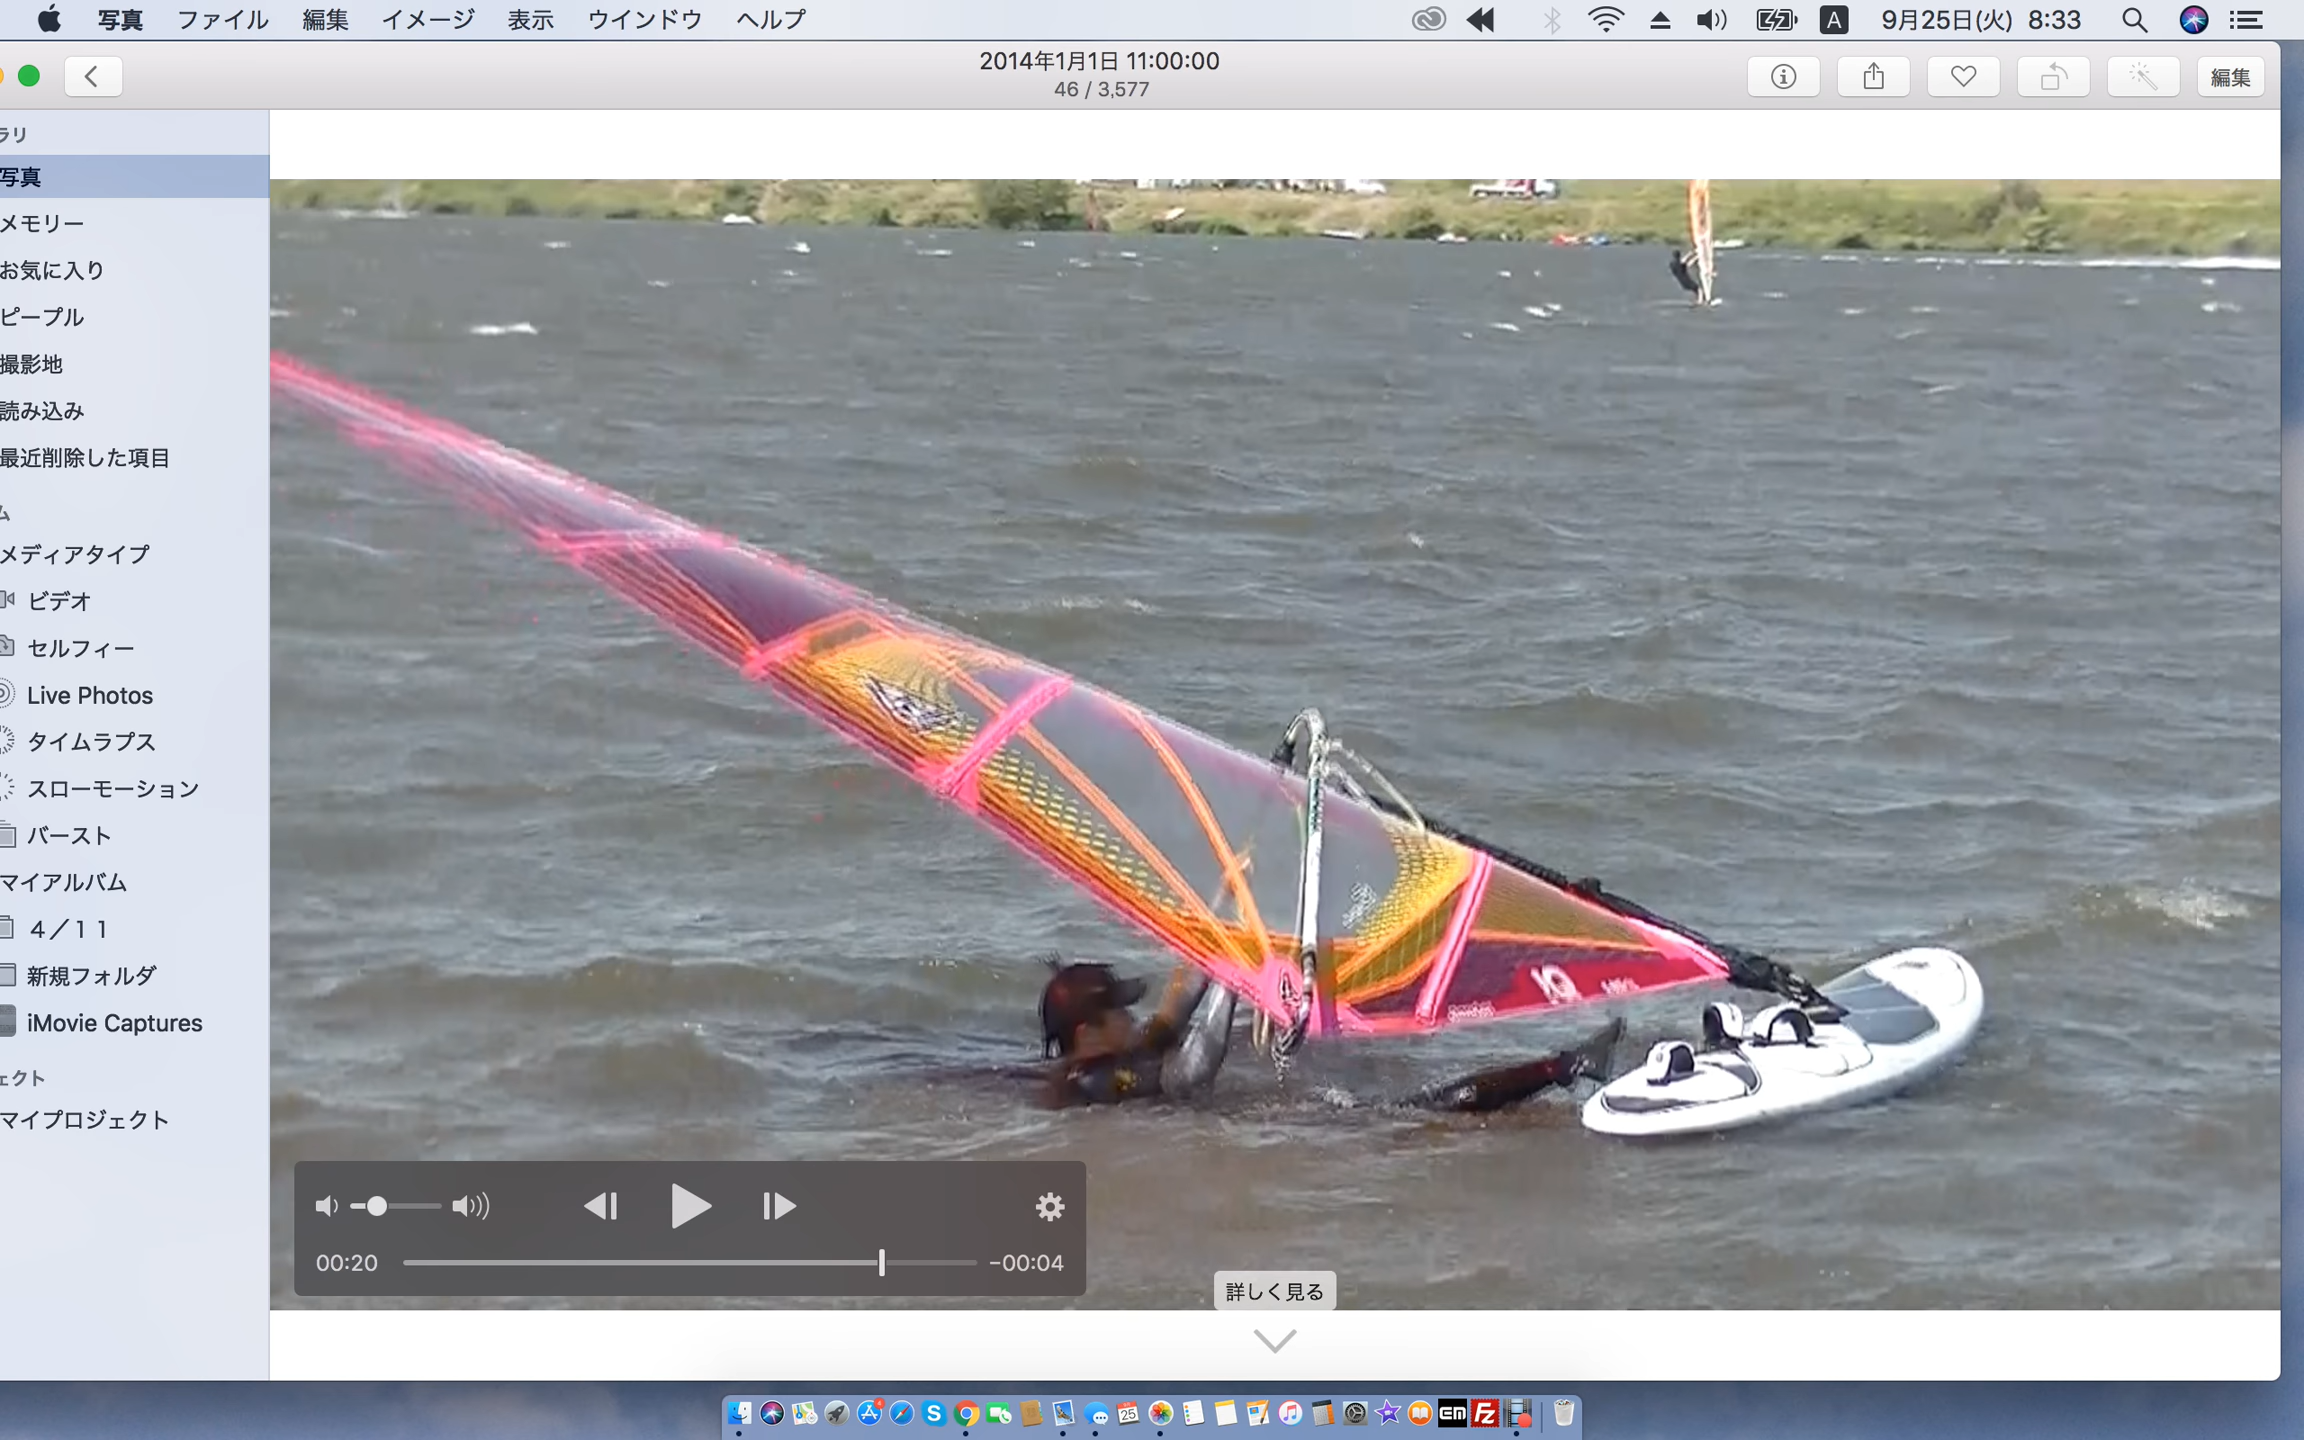 写真 ファイル 編集 イメージ 表示 ウインドウ ヘルプ A 9月25日(火) 8:33
2014年1月1日 11:00:00
46 / 3,577
編集
ラリ
写真
メモリー
お気に入り
ピープル
撮影地
読み込み
最近削除した項目
ム
メディアタイプ
ビデオ
セルフィー
Live Photos
タイムラプス
スローモーション
バースト
マイアルバム
４／１１
新規フォルダ
iMovie Captures
ェクト
マイプロジェクト
00:20
-00:04
詳しく見る
S 25 EM FZ